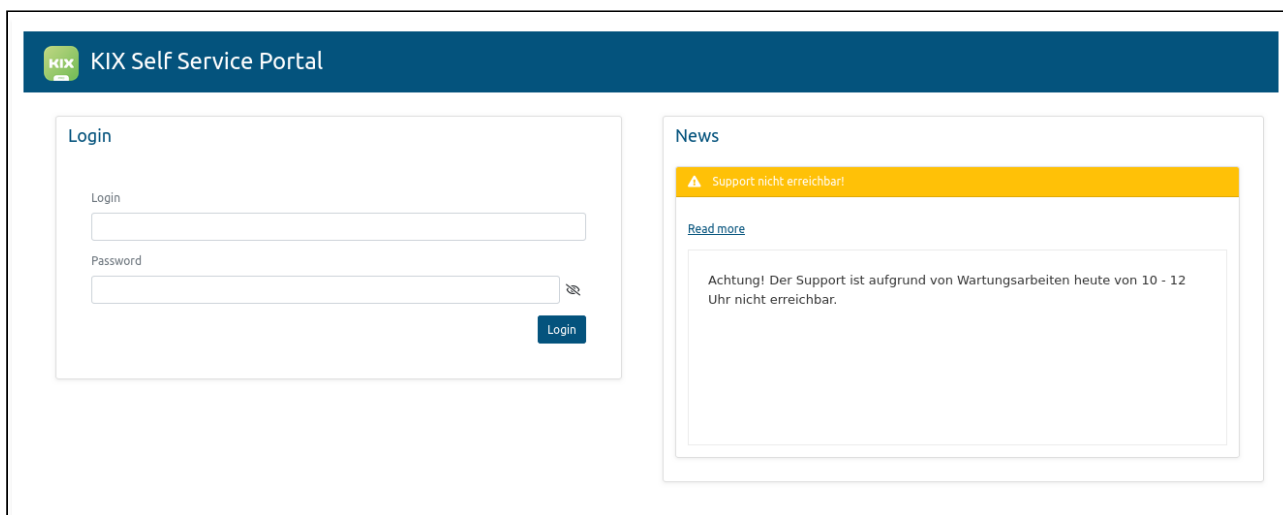 KIX
KIX Self Service Portal
Login
Login
Password
Login
News
Support nicht erreichbar!
Read more
Achtung! Der Support ist aufgrund von Wartungsarbeiten heute von 10 - 12
Uhr nicht erreichbar.